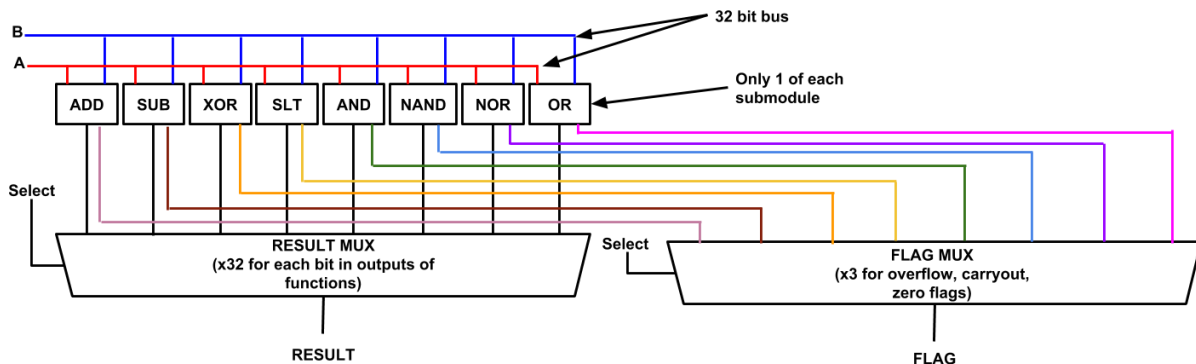 32 bit bus
B
A
Only 1 of each
submodule
ADD
SUB
XOR
SLT
AND
NAND
NOR
OR
Select
RESULT MUX
(x32 for each bit in outputs of
functions)
Select
FLAG MUX
(x3 for overflow, carryout,
zero flags)
RESULT
FLAG